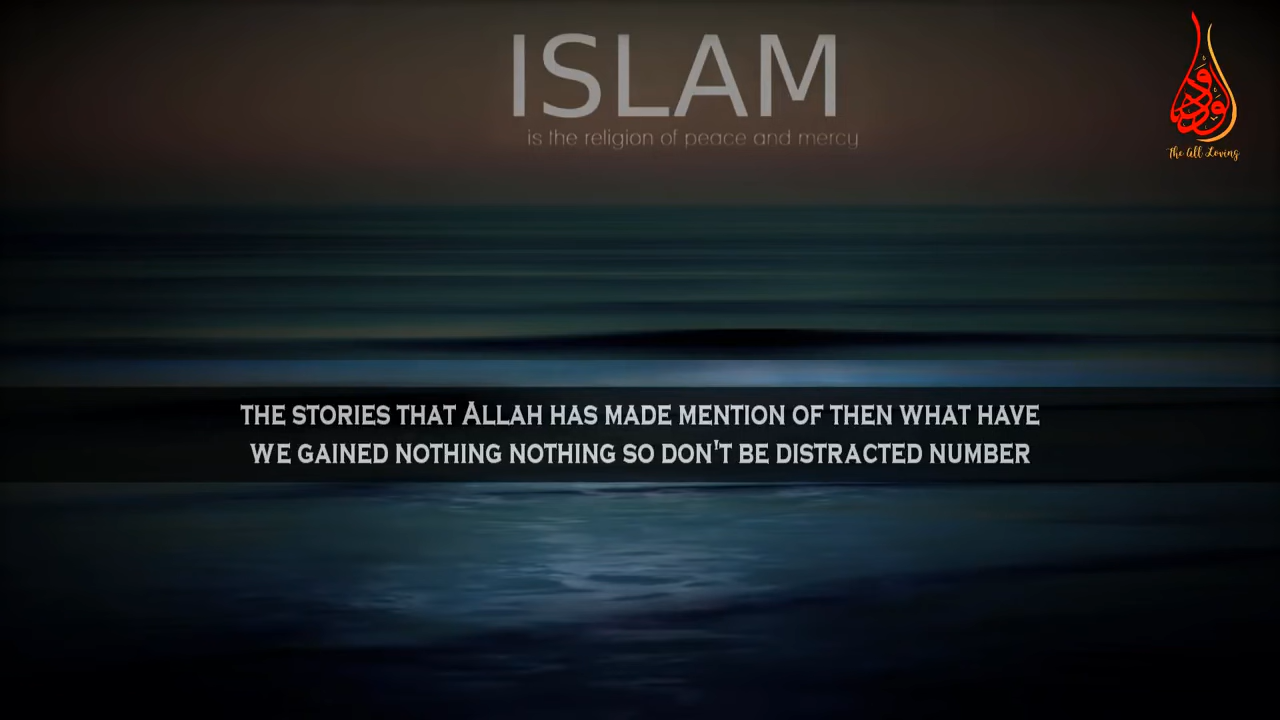 ISLAM
is the religion of peace and mercy
الودود
The All Loving
THE STORIES THAT ALLAH HAS MADE MENTION OF THEN WHAT HAVE
WE GAINED NOTHING NOTHING SO DON'T BE DISTRACTED NUMBER